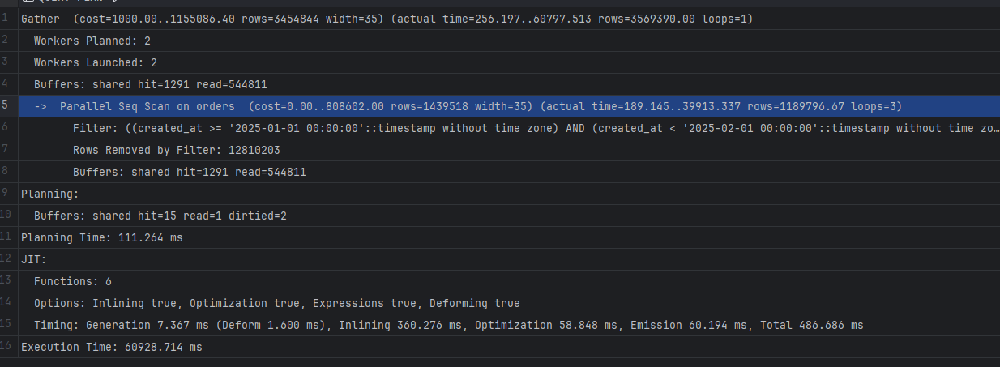 1 Gather  (cost=1000.00..1155086.40 rows=3454844 width=35) (actual time=256.197..60797.513 rows=3569390.00 loops=1)
2 Workers Planned: 2
3 Workers Launched: 2
4 Buffers: shared hit=1291 read=544811
5 ->  Parallel Seq Scan on orders  (cost=0.00..808602.00 rows=1439518 width=35) (actual time=189.145..39913.337 rows=1189796.67 loops=3)
6 Filter: ((created_at >= '2025-01-01 00:00:00'::timestamp without time zone) AND (created_at < '2025-02-01 00:00:00'::timestamp without time zo…
7 Rows Removed by Filter: 12810203
8 Buffers: shared hit=1291 read=544811
9 Planning:
10 Buffers: shared hit=15 read=1 dirtied=2
11 Planning Time: 111.264 ms
12 JIT:
13 Functions: 6
14 Options: Inlining true, Optimization true, Expressions true, Deforming true
15 Timing: Generation 7.367 ms (Deform 1.600 ms), Inlining 360.276 ms, Optimization 58.848 ms, Emission 60.194 ms, Total 486.686 ms
16 Execution Time: 60928.714 ms